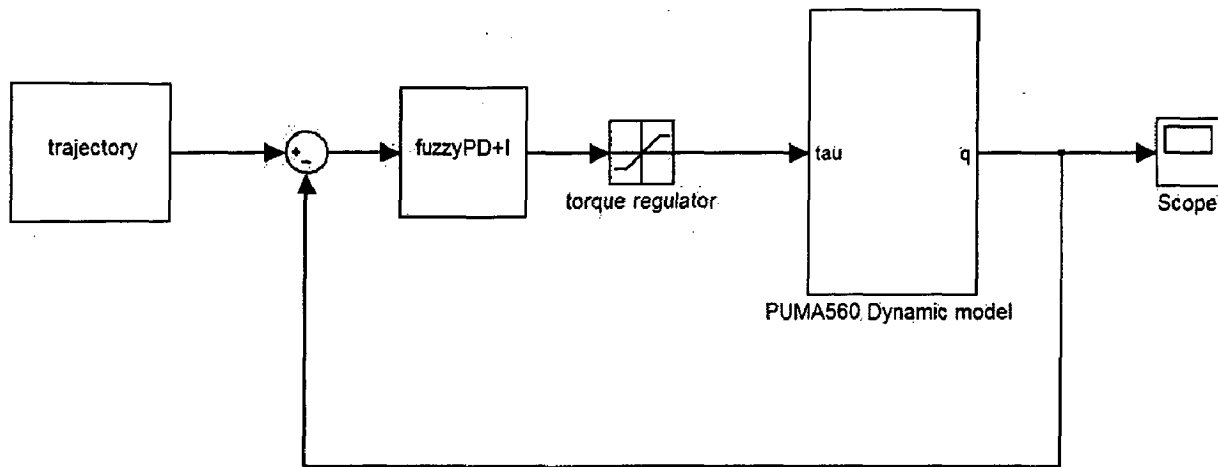 trajectory
+
-
fuzzyPD+I
torque regulator
tau
q
PUMA560 Dynamic model
Scope